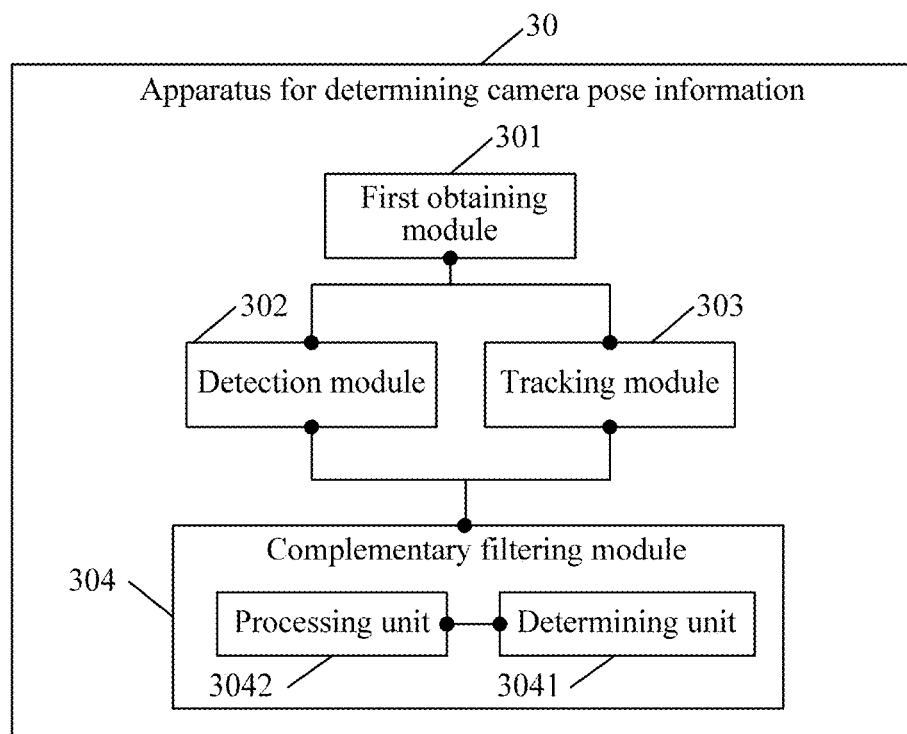 30
Apparatus for determining camera pose information
301
First obtaining
module
302
303
Detection module
Tracking module
Complementary filtering module
304
Processing unit
Determining unit
3042
3041